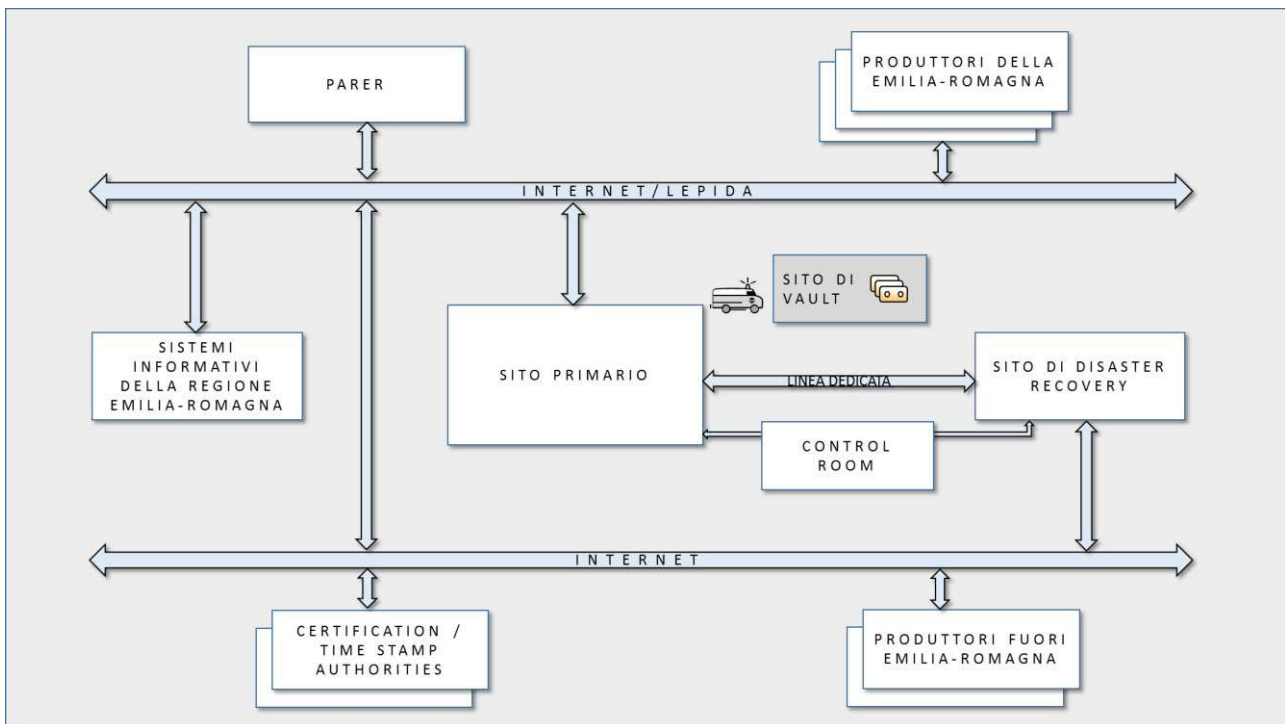 PARER
PRODUTTORI DELLA
EMILIA-ROMAGNA
INTERNET/LEPIDA
SITO DI
VAULT
SISTEMI
INFORMATIVI
DELLA REGIONE
EMILIA-ROMAGNA
SITO PRIMARIO
LINEA DEDICATA
SITO DI DISASTER
RECOVERY
CONTROL
ROOM
INTERNET
CERTIFICATION /
TIME STAMP
AUTHORITIES
PRODUTTORI FUORI
EMILIA-ROMAGNA